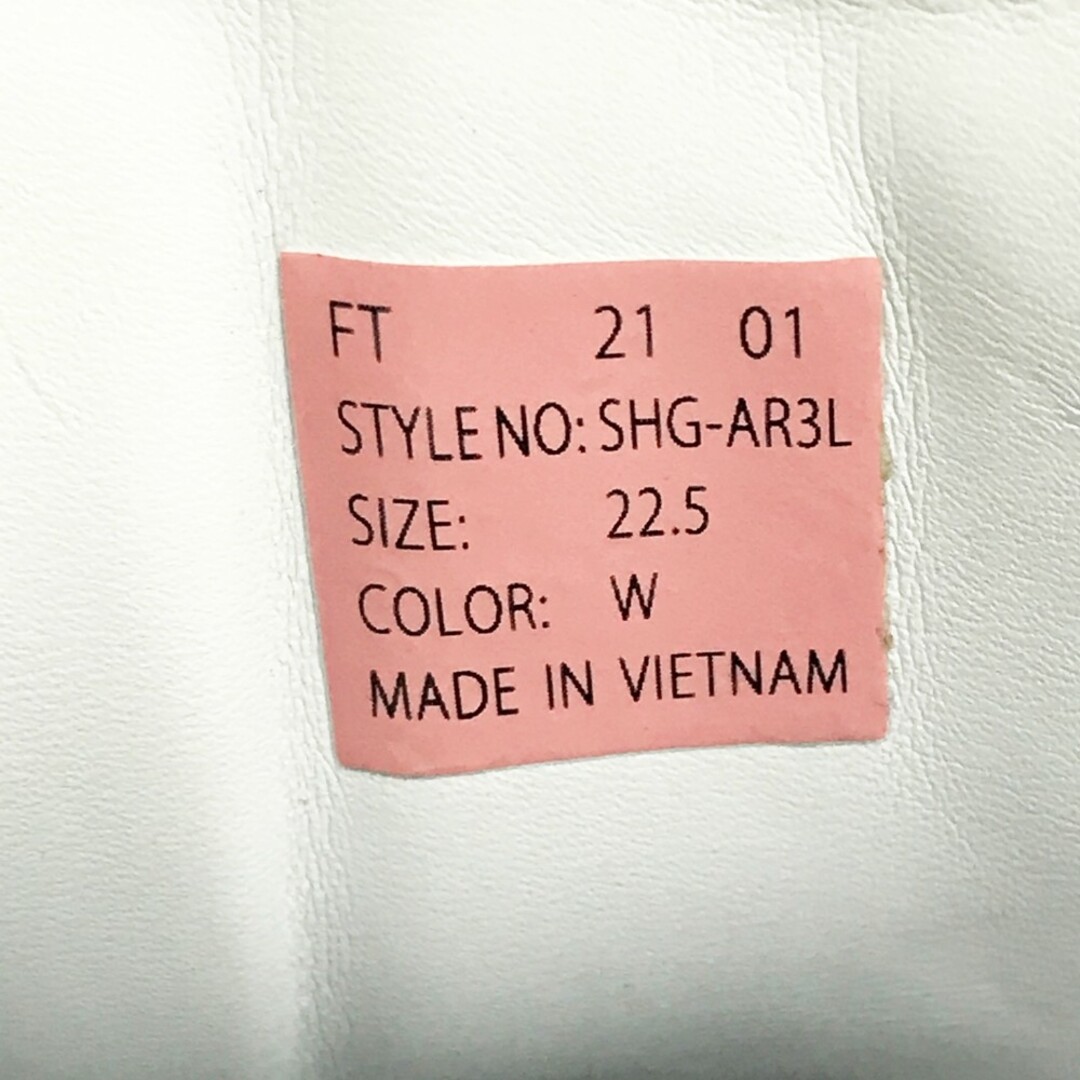 FT 21 01
STYLE NO: SHG-AR3L
SIZE: 22.5
COLOR: W
MADE IN VIETNAM